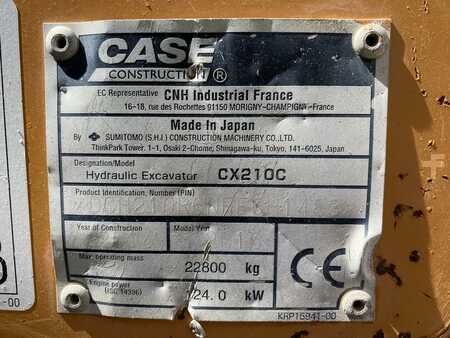 CASE
CONSTRUCTION ®
EC Representative CNH Industrial France
16-18, rue des Rochettes 91150 MORIGNY-CHAMPIGNY-France
Made In Japan
By SUMITOMO (S.H.I.) CONSTRUCTION MACHINERY CO., LTD.
ThinkPark Tower, 1-1, Osaki 2-Chome, Shinagawa-ku, Tokyo, 141-6025, Japan
Designation/Model
Hydraulic Excavator CX210C
Product Identification, Number (PIN)
Year of Construction Model Year
Max. operating mass
22800 kg
CE
Engine power
(ISO 14396)
124.0 kW
KRP15941-00
-00